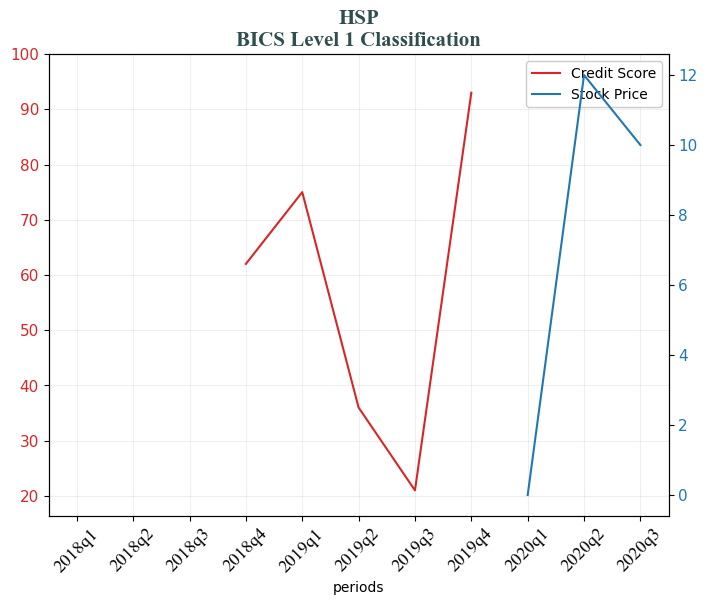 HSP
BICS Level 1 Classification
100
90
80
70
60
50
40
30
20
Credit Score
Stock Price
12
10
8
6
4
2
0
2018q1
2018q2
2018q3
2018q4
2019q1
2019q2
2019q3
2019q4
2020q1
2020q2
2020q3
periods